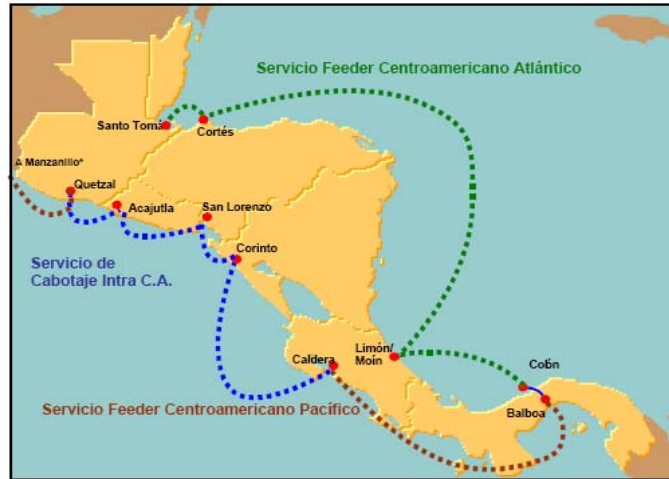 Servicio Feeder Centroamericano Atlántico
Santo Tomá
Cortés
A Manzanillo*
Quetzal
Acajutla
San Lorenzo
Corinto
Servicio de
Cabotaje Intra C.A.
Caldera
Limón/
Moín
Colón
Balboa
Servicio Feeder Centroamericano Pacífico